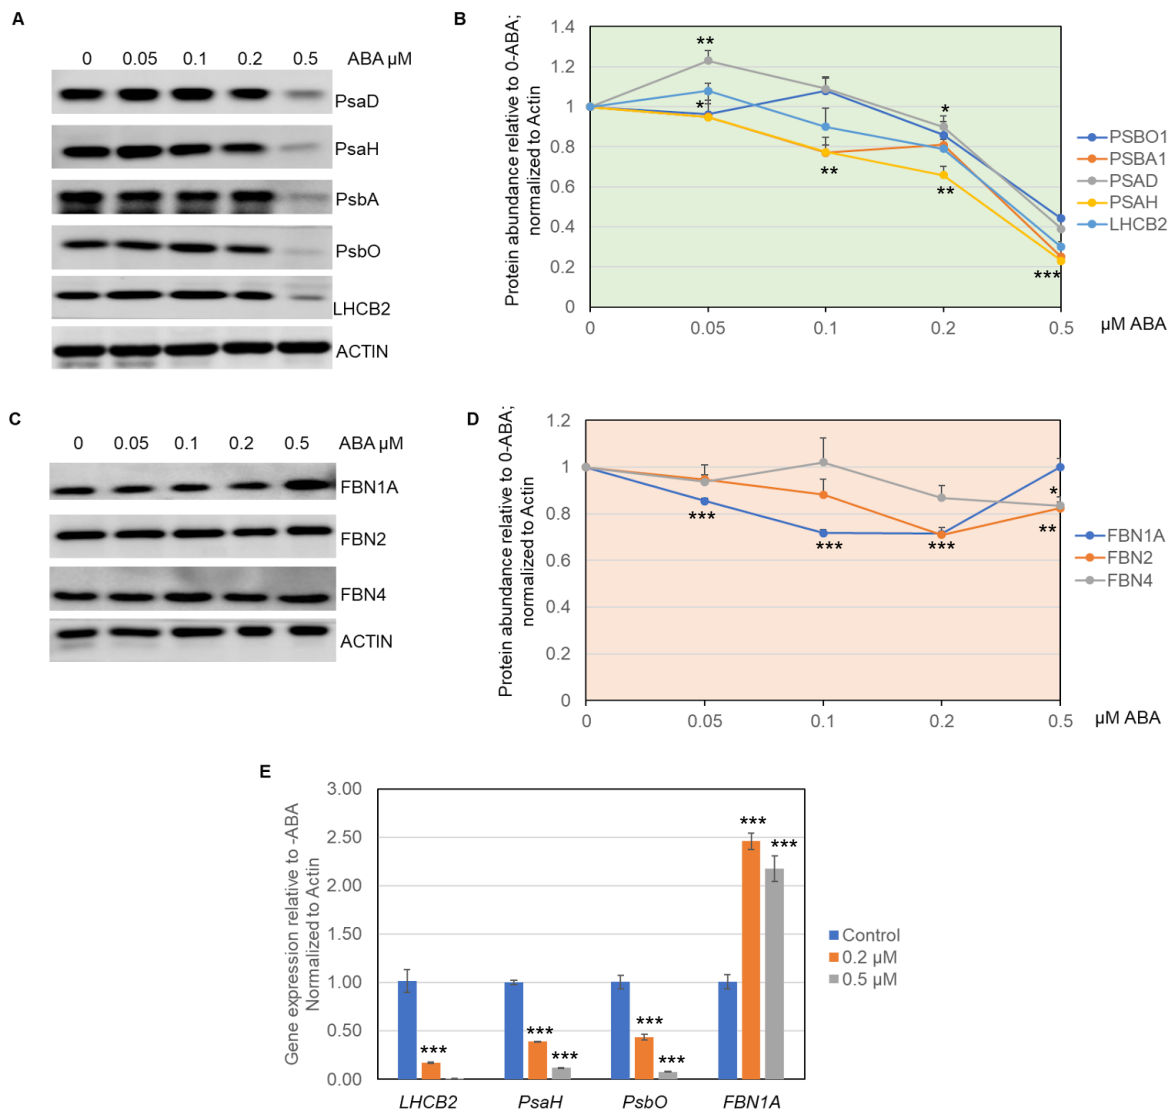 A
0 0.05 0.1 0.2 0.5 ABA µM
PsaD
PsaH
PsbA
PsbO
LHCB2
ACTIN
B
Protein abundance relative to 0-ABA;
normalized to Actin
1.4
1.2
1
0.8
0.6
0.4
0.2
0
**
*
**
*
**
***
0 0.05 0.1 0.2 0.5 µM ABA
PSBO1
PSBA1
PSAD
PSAH
LHCB2
C
0 0.05 0.1 0.2 0.5 ABA µM
FBN1A
FBN2
FBN4
ACTIN
D
Protein abundance relative to 0-ABA;
normalized to Actin
1.2
1
0.8
0.6
0.4
0.2
0
***
***
***
*
**
0 0.05 0.1 0.2 0.5 µM ABA
FBN1A
FBN2
FBN4
E
Gene expression relative to -ABA
Normalized to Actin
3.00
2.50
2.00
1.50
1.00
0.50
0.00
***
***
***
***
***
***
***
LHCB2 PsaH PsbO FBN1A
Control
0.2 µM
0.5 µM